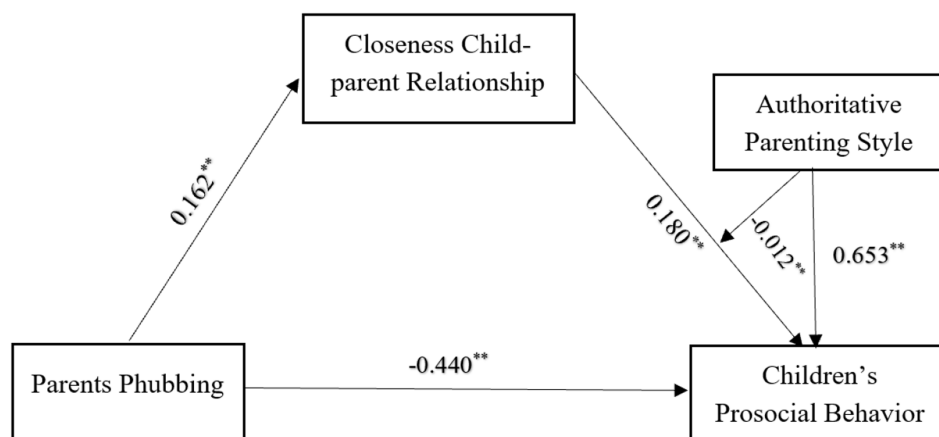 Closeness Child-
parent Relationship
Authoritative
Parenting Style
0.162**
0.180**
-0.012**
0.653**
-0.440**
Parents Phubbing
Children’s
Prosocial Behavior